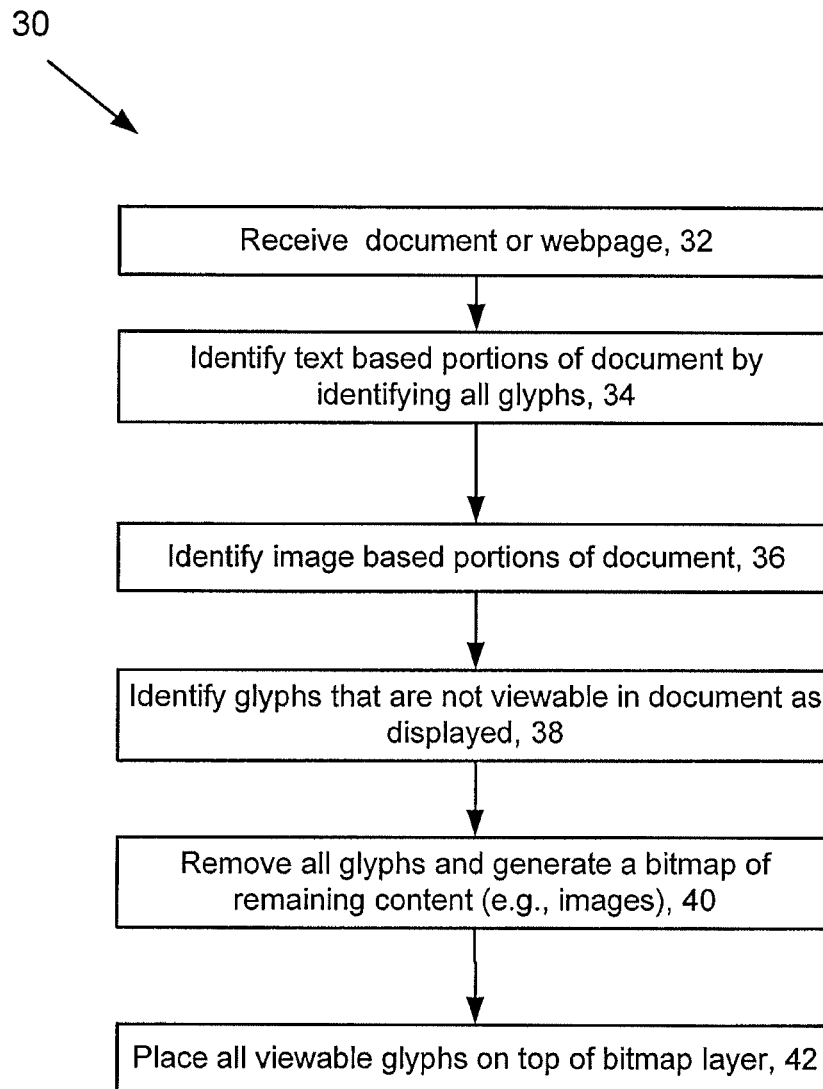 30
Receive document or webpage, 32
Identify text based portions of document by
identifying all glyphs, 34
Identify image based portions of document, 36
Identify glyphs that are not viewable in document as
displayed, 38
Remove all glyphs and generate a bitmap of
remaining content (e.g., images), 40
Place all viewable glyphs on top of bitmap layer, 42